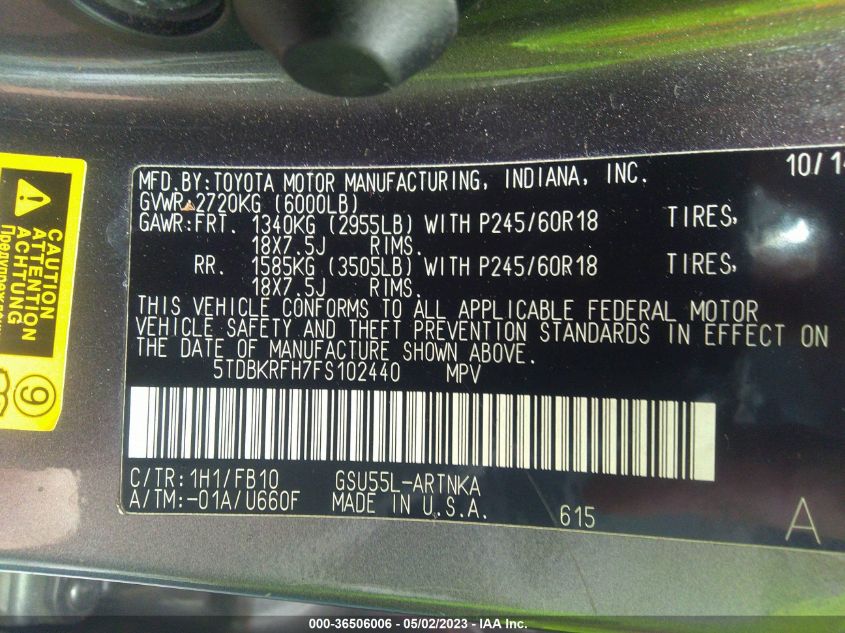 MFD.BY:TOYOTA MOTOR MANUFACTURING, INDIANA, INC. 10/14
GVWR 2720KG (6000LB)
GAWR:FRT. 1340KG (2955LB) WITH P245/60R18 TIRES,
18X7.5J RIMS.
RR. 1585KG (3505LB) WITH P245/60R18 TIRES,
18X7.5J RIMS.
THIS VEHICLE CONFORMS TO ALL APPLICABLE FEDERAL MOTOR
VEHICLE SAFETY AND THEFT PREVENTION STANDARDS IN EFFECT ON
THE DATE OF MANUFACTURE SHOWN ABOVE.
5TDBKRFH7FS102440 MPV
C/TR:1H1/FB10 GSU55L-ARTNKA
A/TM:-01A/U660F MADE IN U.S.A. 615 A
CAUTION
ATTENTION
ACHTUNG
9
000-36506006 - 05/02/2023 - IAA Inc.